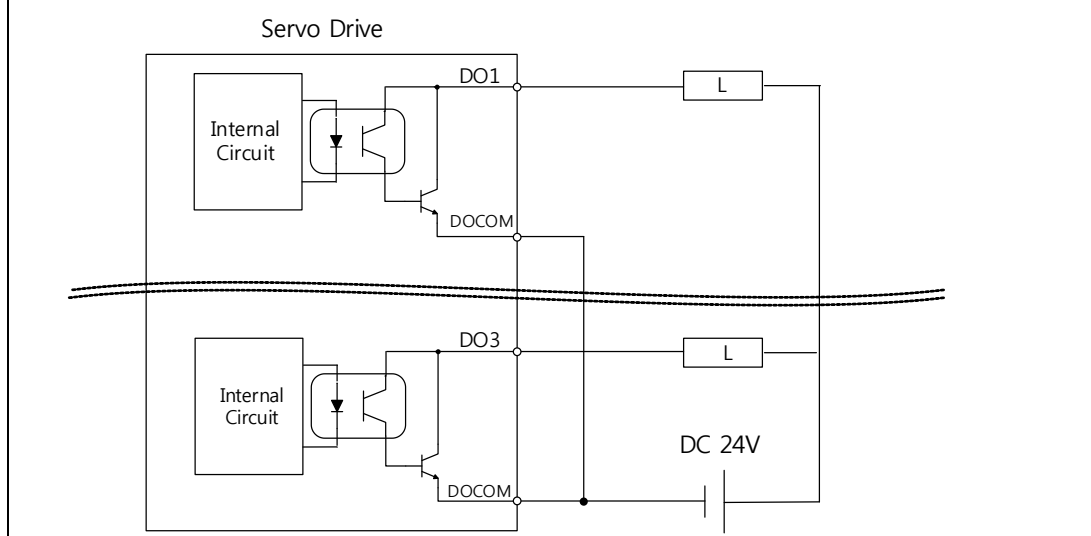 Servo Drive
DO1
L
Internal
Circuit
DOCOM
DO3
L
Internal
Circuit
DC 24V
DOCOM